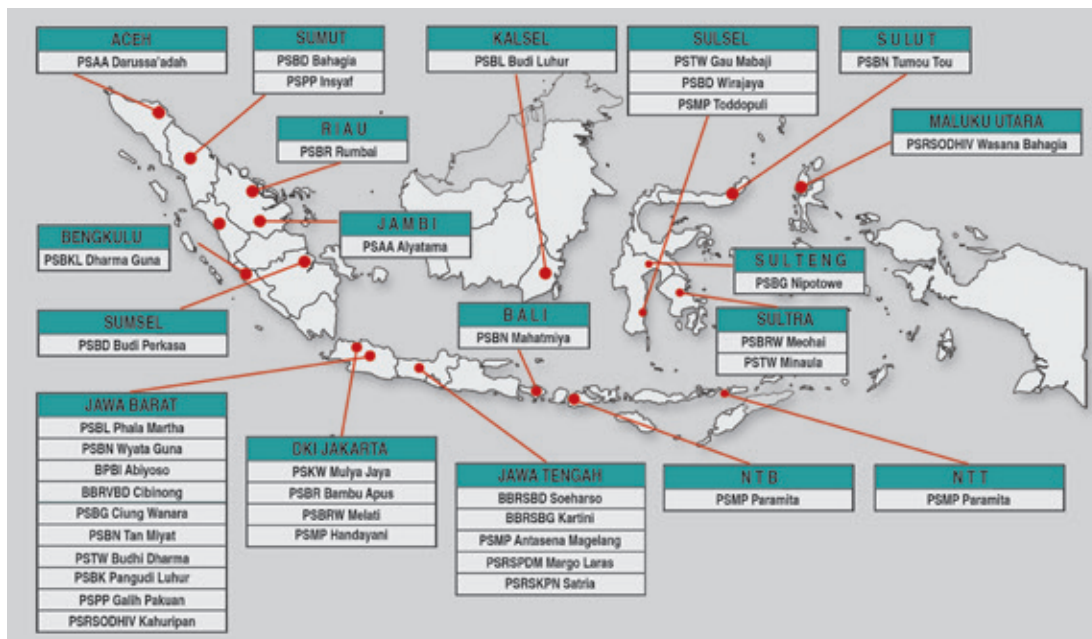 ACEH
PSAA Darussa'adah
SUMUT
PSBD Bahagia
PSPP Insyaf
KALSEL
PSBL Budi Luhur
SULSEL
PSTW Gau Mabaji
PSBD Wirajaya
PSMP Toddopuli
SULUT
PSBN Tumou Tou
RIAU
PSBR Rumbai
MALUKU UTARA
PSRSODHIV Wasana Bahagia
JAMBI
PSAA Alyatama
BENGKULU
PSBKL Dharma Guna
SULTENG
PSBG Nipotowe
SUMSEL
PSBD Budi Perkasa
BALI
PSBN Mahatmiya
SULTRA
PSBRW Meohai
PSTW Minaula
JAWA BARAT
PSBL Phala Martha
PSBN Wyata Guna
BPBI Abiyoso
BBRVBD Cibinong
PSBG Ciung Wanara
PSBN Tan Miyat
PSTW Budhi Dharma
PSBK Pangudi Luhur
PSPP Galih Pakuan
PSRSODHIV Kahuripan
DKI JAKARTA
PSKW Mulya Jaya
PSBR Bambu Apus
PSBRW Melati
PSMP Handayani
JAWA TENGAH
BBRSBD Soeharso
BBRSBG Kartini
PSMP Antasena Magelang
PSRSPDM Margo Laras
PSRSKPN Satria
NTB
PSMP Paramita
NTT
PSMP Paramita